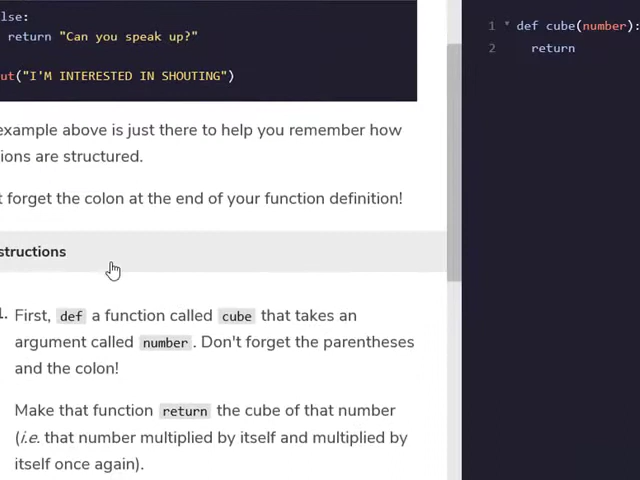 lse:
return "Can you speak up?"
ut("I'M INTERESTED IN SHOUTING")
example above is just there to help you remember how
ions are structured.
t forget the colon at the end of your function definition!
structions
1. First, def a function called cube that takes an
argument called number. Don't forget the parentheses
and the colon!
Make that function return the cube of that number
(i.e. that number multiplied by itself and multiplied by
itself once again).
1 def cube(number):
2 return